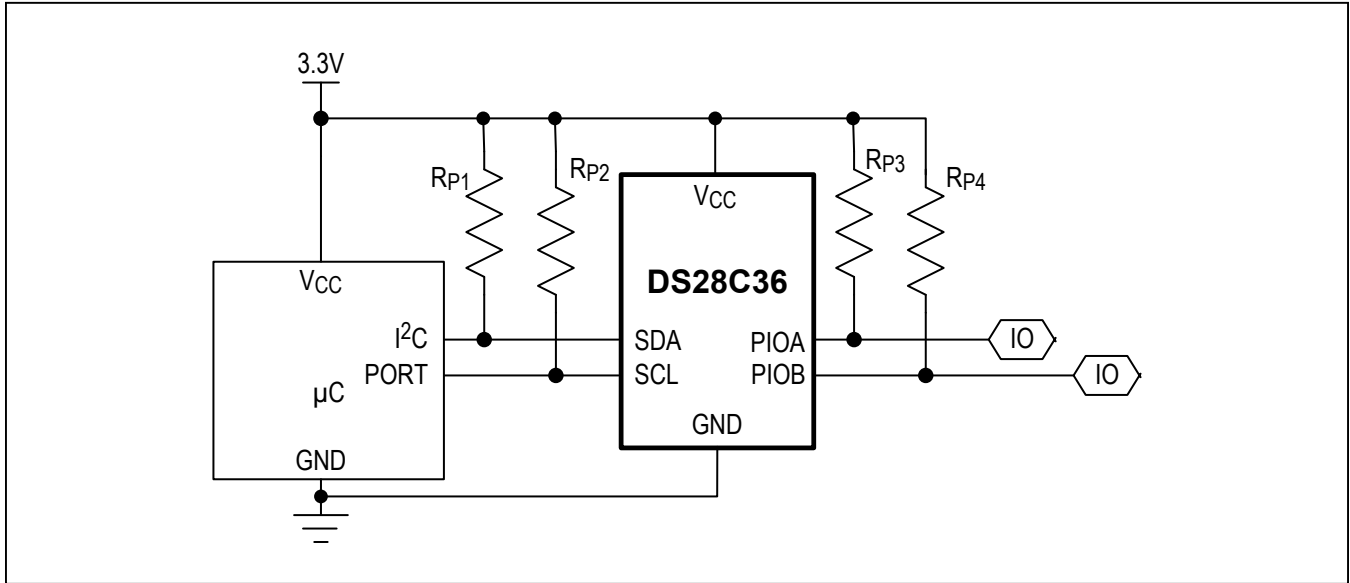 3.3V
RP1
RP2
RP3
RP4
VCC
DS28C36
SDA
SCL
PIOA
PIOB
GND
VCC
I2C
PORT
µC
GND
IO
IO